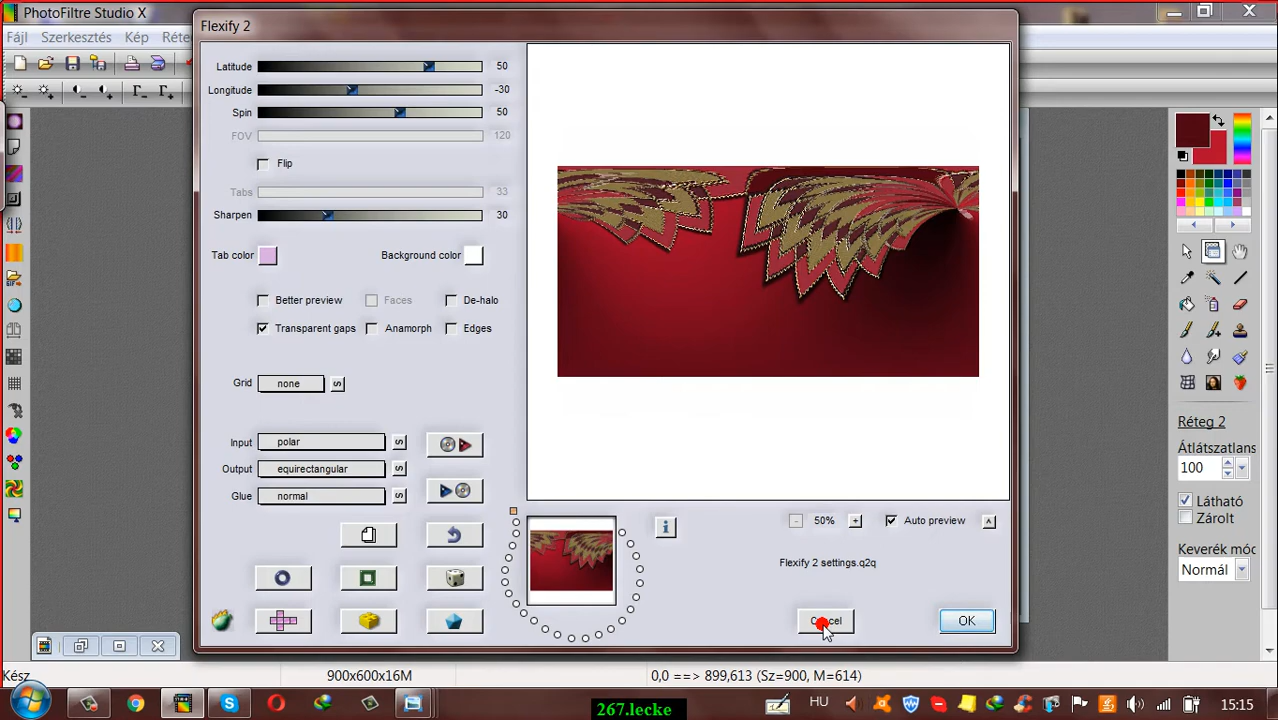 PhotoFiltre Studio X
Fájl Szerkesztés Kép Réte
Flexify 2
Latitude 50
Longitude -30
Spin 50
FOV 120
Flip
Tabs 33
Sharpen 30
Tab color Background color
Better preview Faces De-halo
Transparent gaps Anamorph Edges
Grid none S
Input polar S
Output equirectangular S
Glue normal S
- 50% + Auto preview ^
Flexify 2 settings.q2q
OK
Réteg 2
Átlátszatlans
100
Látható
Zárolt
Keverék mód
Normál
Kész 900x600x16M 0,0 ==> 899,613 (Sz=900, M=614)
267.lecke
HU
15:15